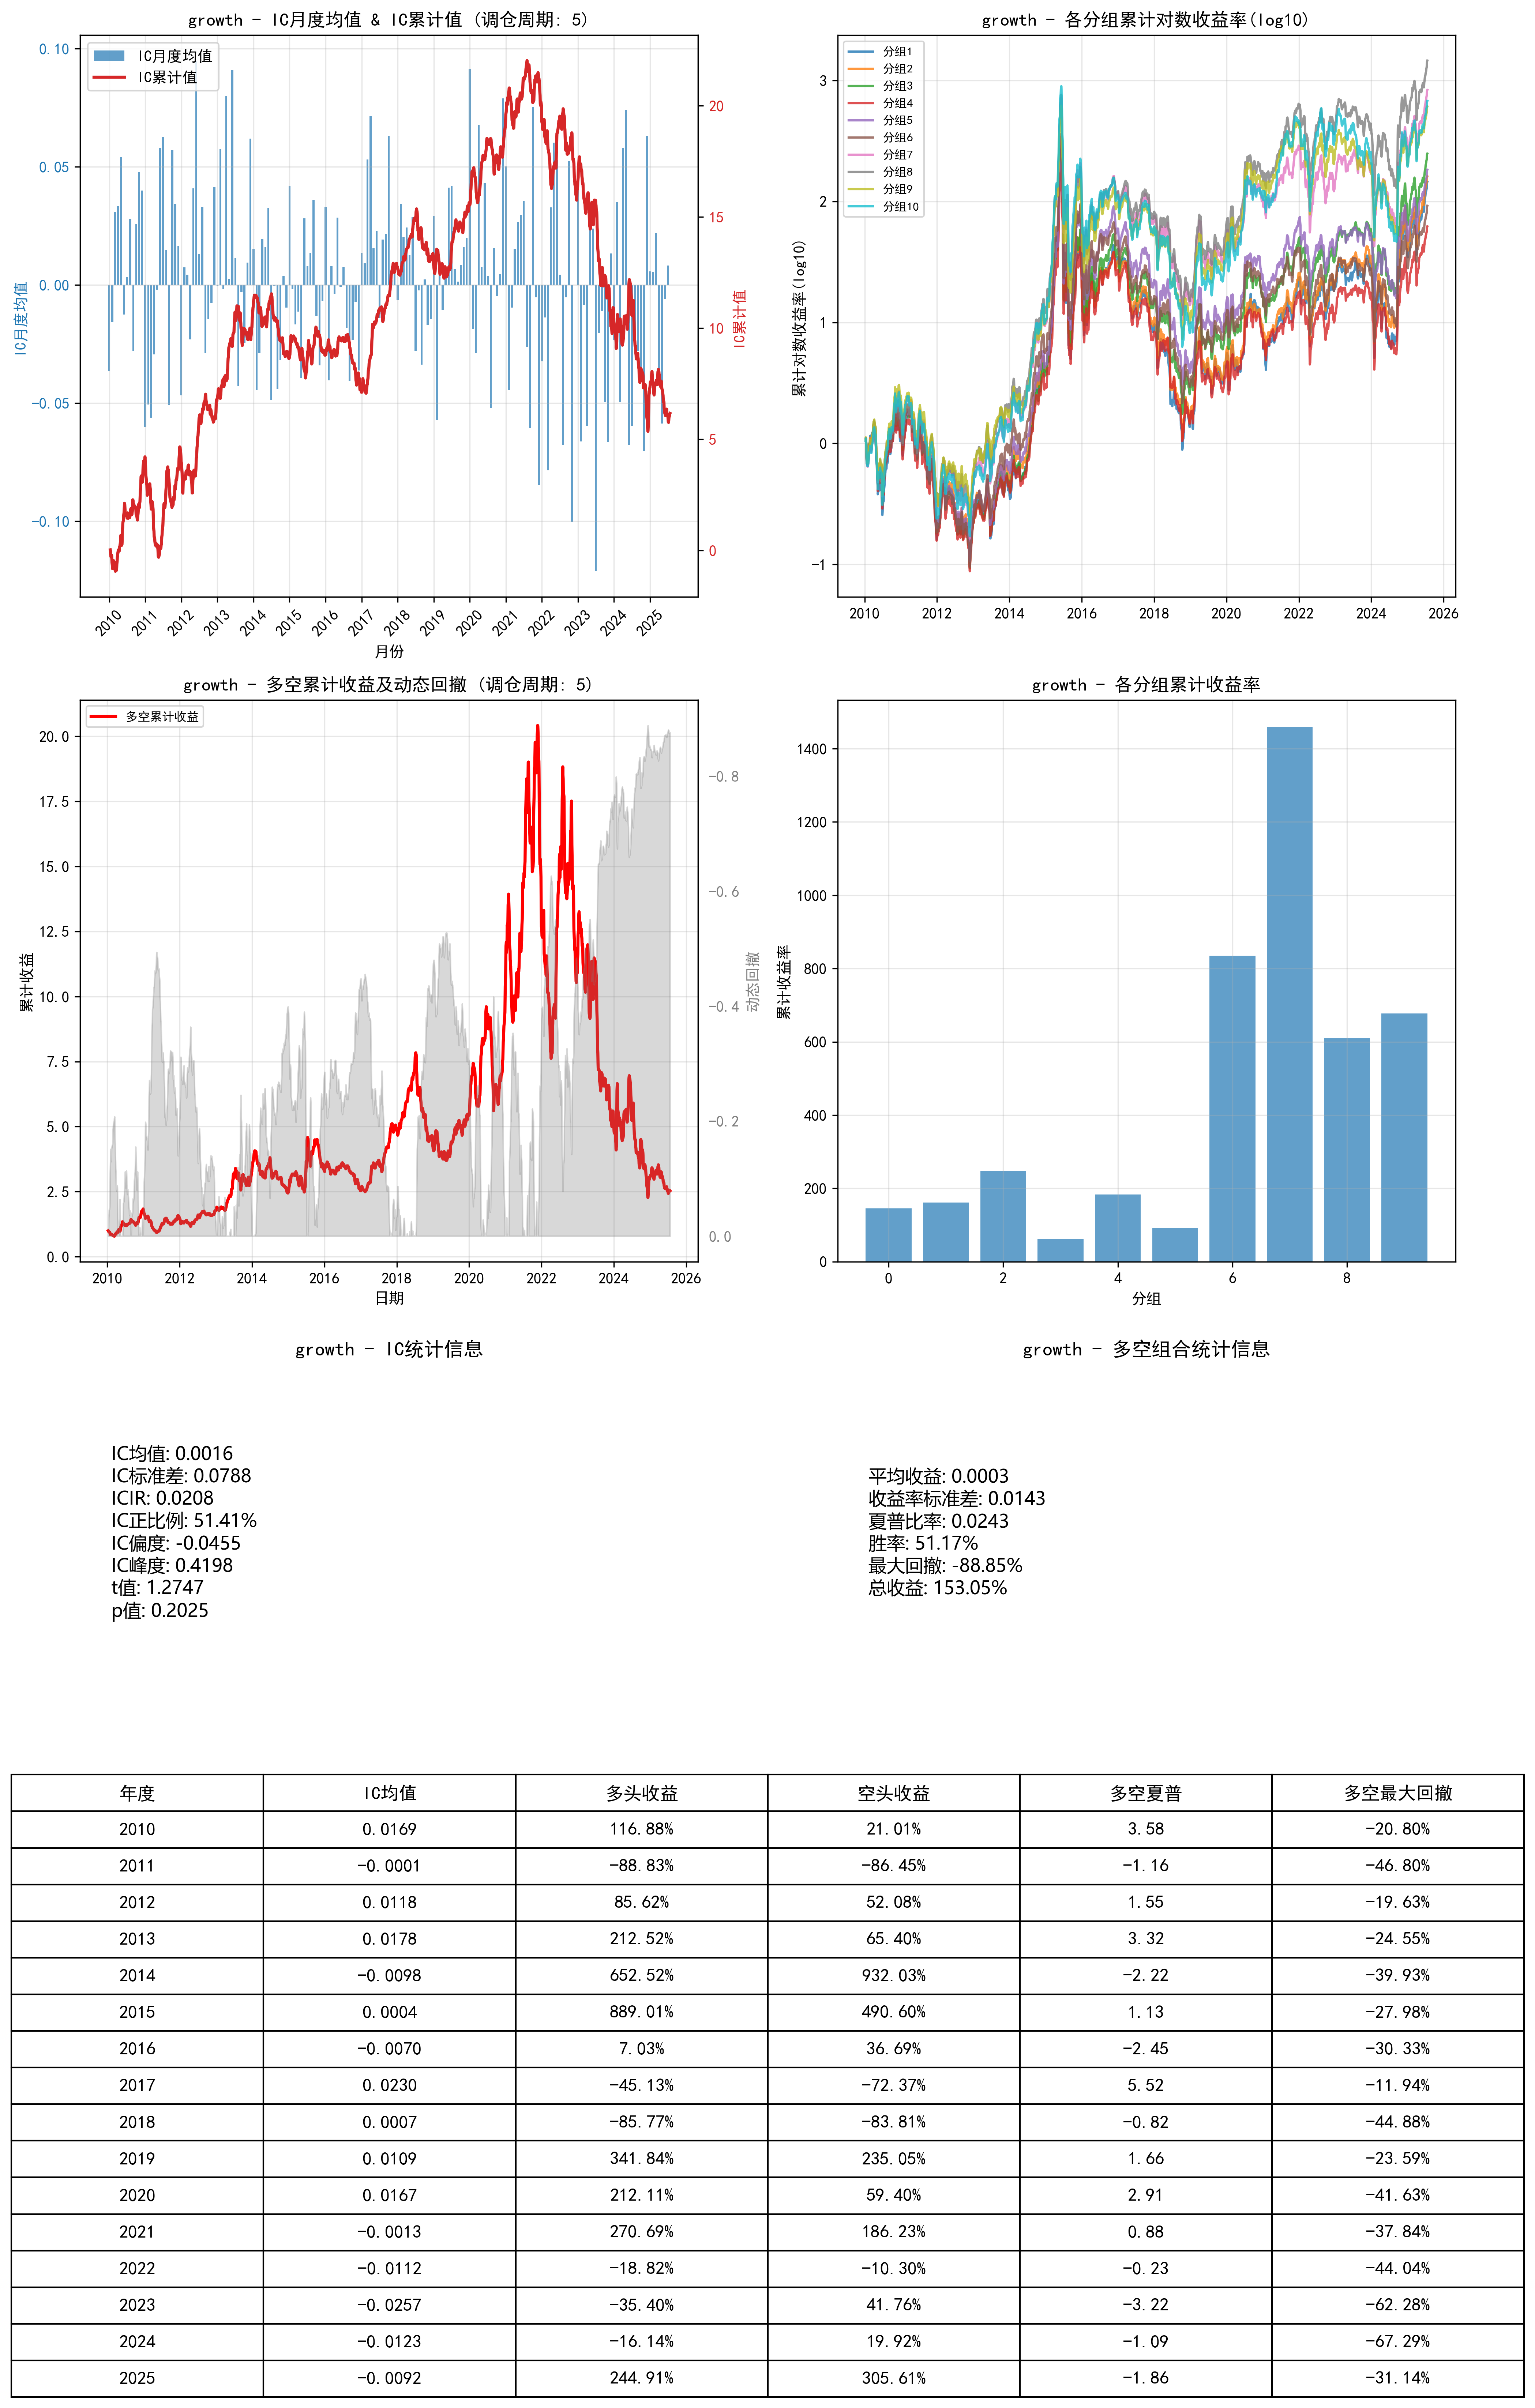 growth - IC月度均值 & IC累计值 (调仓周期: 5)
IC月度均值
IC累计值
0.10
0.05
0.00
-0.05
-0.10
IC月度均值
20
15
10
5
0
IC累计值
2010 2011 2012 2013 2014 2015 2016 2017 2018 2019 2020 2021 2022 2023 2024 2025
月份
growth - 各分组累计对数收益率(log10)
分组1
分组2
分组3
分组4
分组5
分组6
分组7
分组8
分组9
分组10
3
2
1
0
-1
累计对数收益率(log10)
2010 2012 2014 2016 2018 2020 2022 2024 2026
growth - 多空累计收益及动态回撤 (调仓周期: 5)
多空累计收益
20.0
17.5
15.0
12.5
10.0
7.5
5.0
2.5
0.0
累计收益
-0.8
-0.6
-0.4
-0.2
0.0
动态回撤
2010 2012 2014 2016 2018 2020 2022 2024 2026
日期
growth - 各分组累计收益率
1400
1200
1000
800
600
400
200
0
累计收益率
0 2 4 6 8
分组
growth - IC统计信息
IC均值: 0.0016
IC标准差: 0.0788
ICIR: 0.0208
IC正比例: 51.41%
IC偏度: -0.0455
IC峰度: 0.4198
t值: 1.2747
p值: 0.2025
growth - 多空组合统计信息
平均收益: 0.0003
收益率标准差: 0.0143
夏普比率: 0.0243
胜率: 51.17%
最大回撤: -88.85%
总收益: 153.05%
年度 IC均值 多头收益 空头收益 多空夏普 多空最大回撤
2010 0.0169 116.88% 21.01% 3.58 -20.80%
2011 -0.0001 -88.83% -86.45% -1.16 -46.80%
2012 0.0118 85.62% 52.08% 1.55 -19.63%
2013 0.0178 212.52% 65.40% 3.32 -24.55%
2014 -0.0098 652.52% 932.03% -2.22 -39.93%
2015 0.0004 889.01% 490.60% 1.13 -27.98%
2016 -0.0070 7.03% 36.69% -2.45 -30.33%
2017 0.0230 -45.13% -72.37% 5.52 -11.94%
2018 0.0007 -85.77% -83.81% -0.82 -44.88%
2019 0.0109 341.84% 235.05% 1.66 -23.59%
2020 0.0167 212.11% 59.40% 2.91 -41.63%
2021 -0.0013 270.69% 186.23% 0.88 -37.84%
2022 -0.0112 -18.82% -10.30% -0.23 -44.04%
2023 -0.0257 -35.40% 41.76% -3.22 -62.28%
2024 -0.0123 -16.14% 19.92% -1.09 -67.29%
2025 -0.0092 244.91% 305.61% -1.86 -31.14%